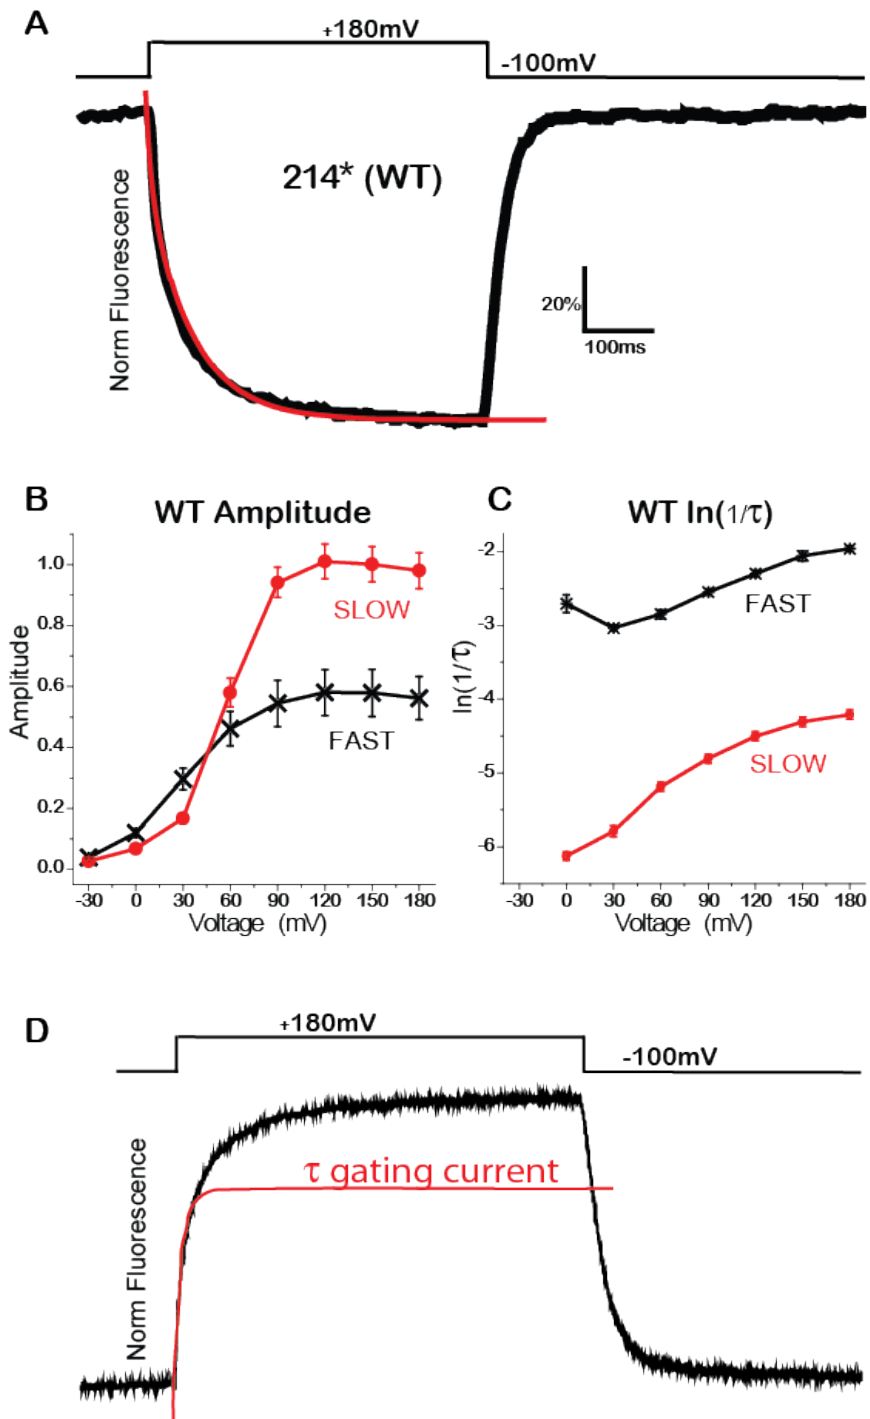 A
+180mV
-100mV
214* (WT)
Norm Fluorescence
20%
100ms
B
WT Amplitude
1.0
0.8
0.6
0.4
0.2
0.0
Amplitude
SLOW
FAST
-30 0 30 60 90 120 150 180
Voltage (mV)
C
WT ln(1/τ)
-2
-3
-4
-5
-6
ln(1/τ)
FAST
SLOW
-30 0 30 60 90 120 150 180
Voltage (mV)
D
+180mV
-100mV
Norm Fluorescence
τ gating current